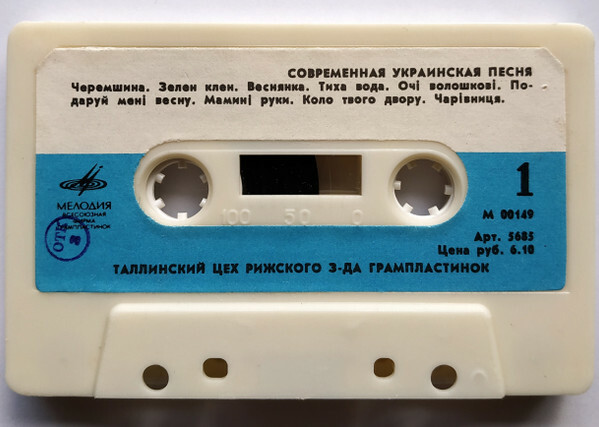 СОВРЕМЕННАЯ УКРАИНСКАЯ ПЕСНЯ
Черемшина. Зелен клен. Веснянка. Тиха вода. Очі волошкові. По-
даруй мені весну. Мамині руки. Коло твого двору. Чарівниця.
МЕЛОДИЯ
ВСЕСОЮЗНАЯ
ФИРМА
ГРАМПЛАСТИНОК
ОТК
100 50 0
1
М 00149
Арт. 5685
Цена руб. 6.10
ТАЛЛИНСКИЙ ЦЕХ РИЖСКОГО З-ДА ГРАМПЛАСТИНОК